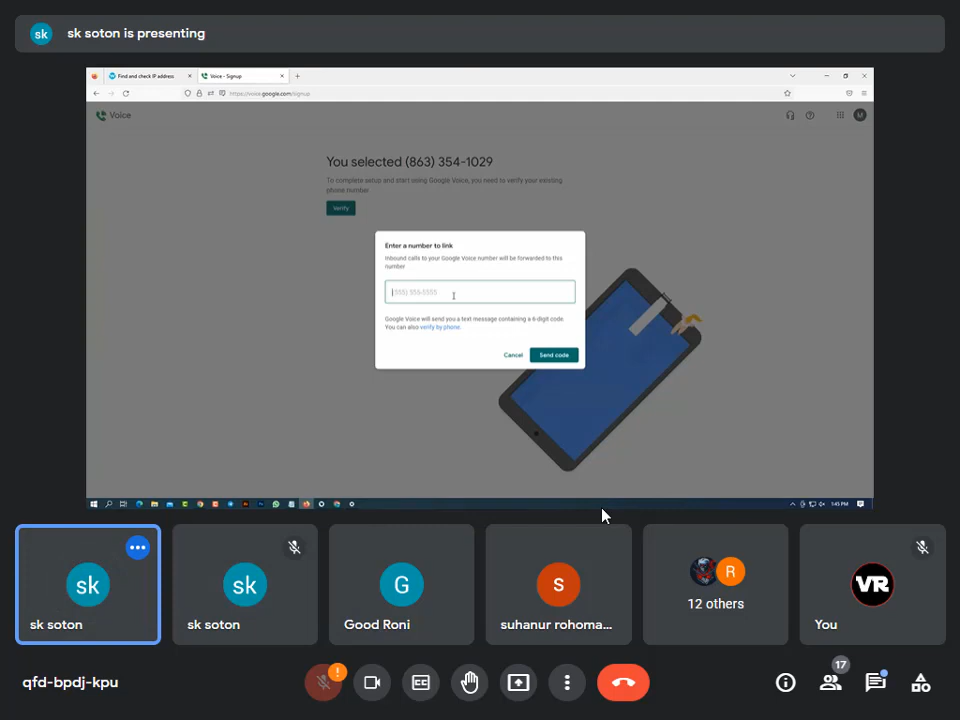 sk
sk soton is presenting
Find and check IP address
Voice - Signup
https://voice.google.com/signup
Voice
M
You selected (863) 354-1029
To complete setup and start using Google Voice, you need to verify your existing
phone number
Verify
Enter a number to link
Inbound calls to your Google Voice number will be forwarded to this
number
(555) 555-5555
Google Voice will send you a text message containing a 6-digit code.
You can also verify by phone.
Cancel
Send code
1:45 PM
sk
sk soton
sk
sk soton
G
Good Roni
S
suhanur rohoma...
R
12 others
VR
You
qfd-bpdj-kpu
CC
17